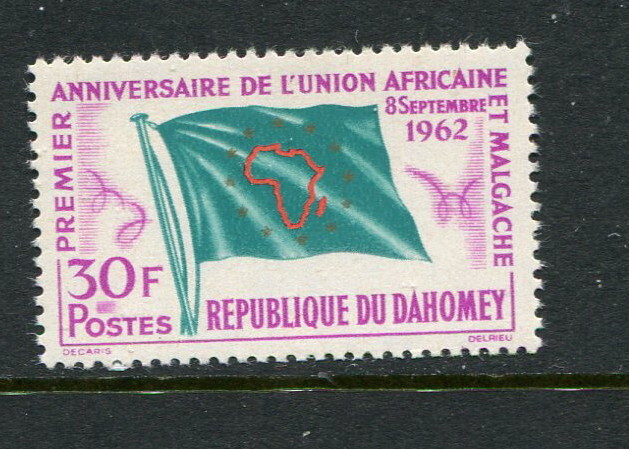 PREMIER
ANNIVERSAIRE DE L'UNION AFRICAINE
ET MALGACHE
8 SEPTEMBRE
1962
30F
POSTES
REPUBLIQUE DU DAHOMEY
DECARIS
DELRIEU